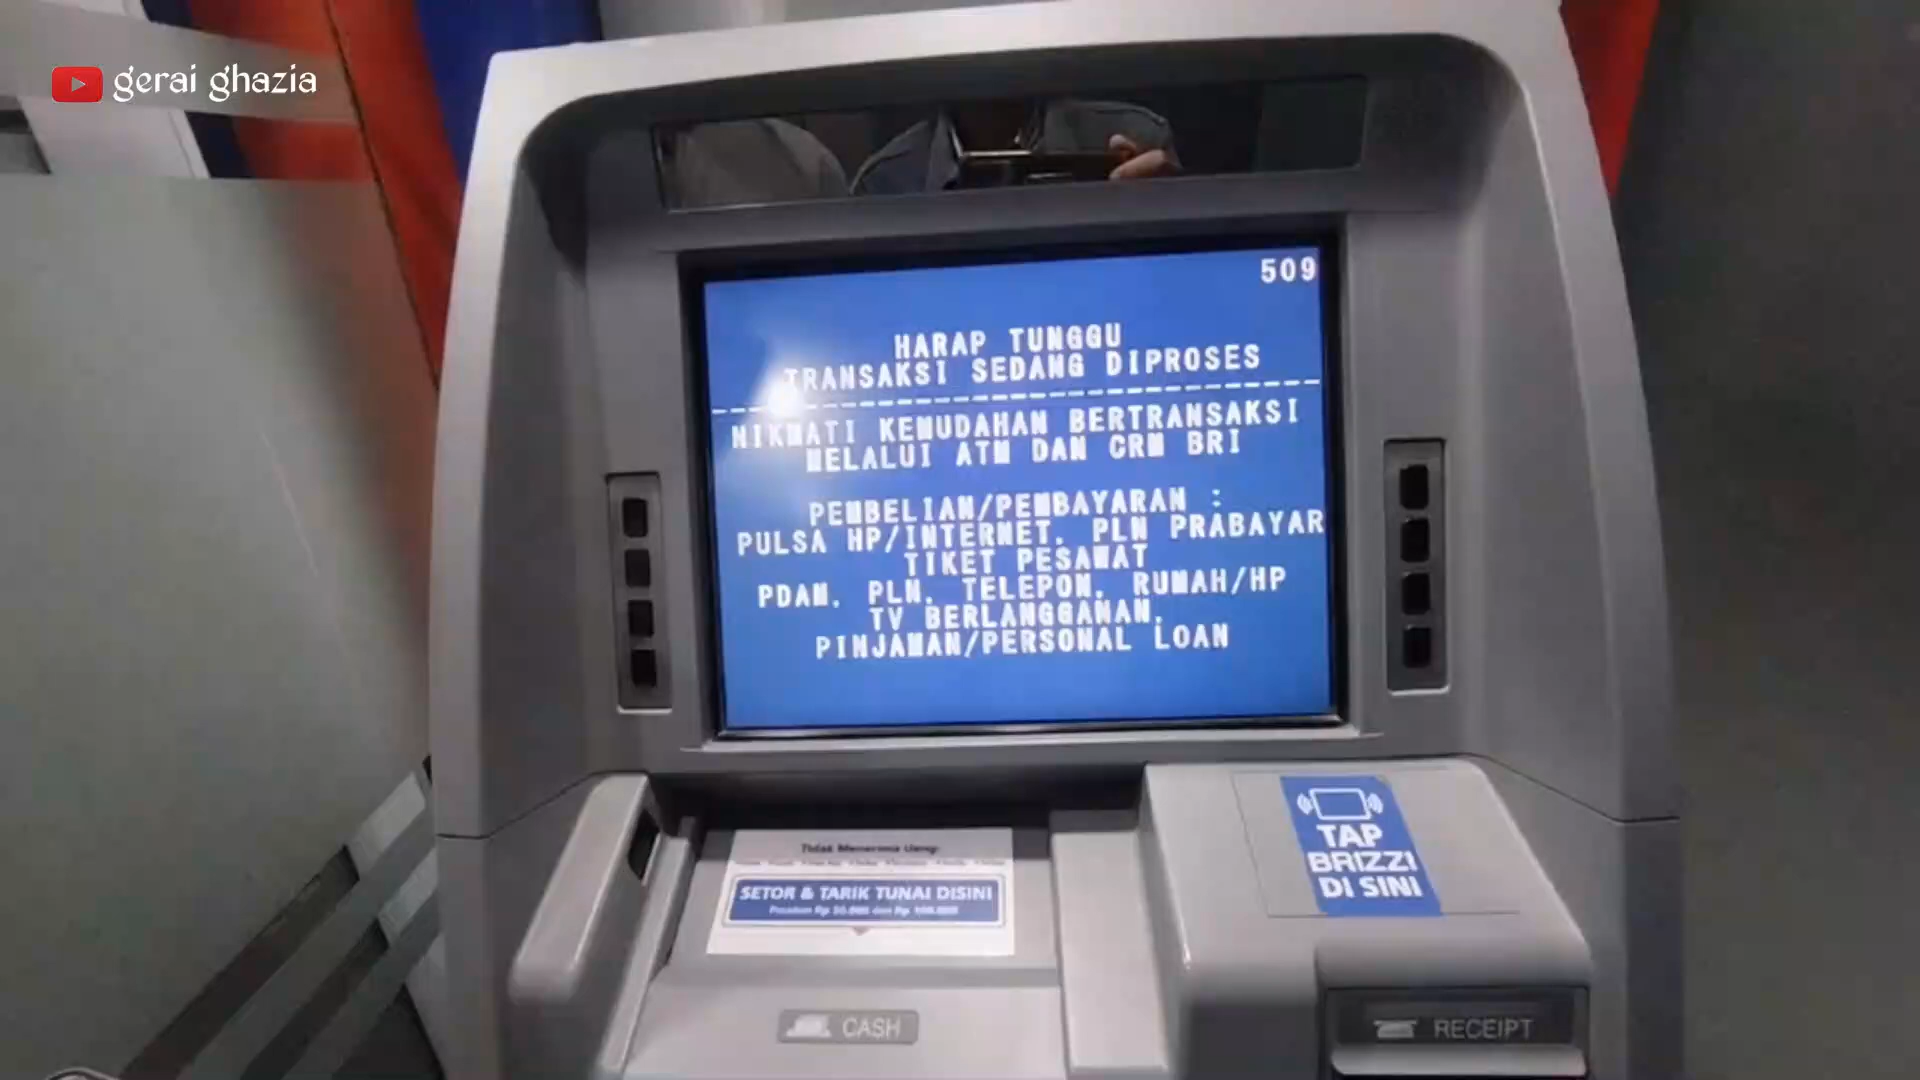 gerai ghazia
509
HARAP TUNGGU
TRANSAKSI SEDANG DIPROSES
NIKMATI KEMUDAHAN BERTRANSAKSI
MELALUI ATM DAN CRM BRI
PEMBELIAN/PEMBAYARAN :
PULSA HP/INTERNET. PLN PRABAYAR
TIKET PESAWAT
PDAM. PLN. TELEPON. RUMAH/HP
TV BERLANGGANAN.
PINJAMAN/PERSONAL LOAN
TAP
BRIZZI
DI SINI
Tidak Menerima Uang:
SETOR & TARIK TUNAI DISINI
CASH
RECEIPT